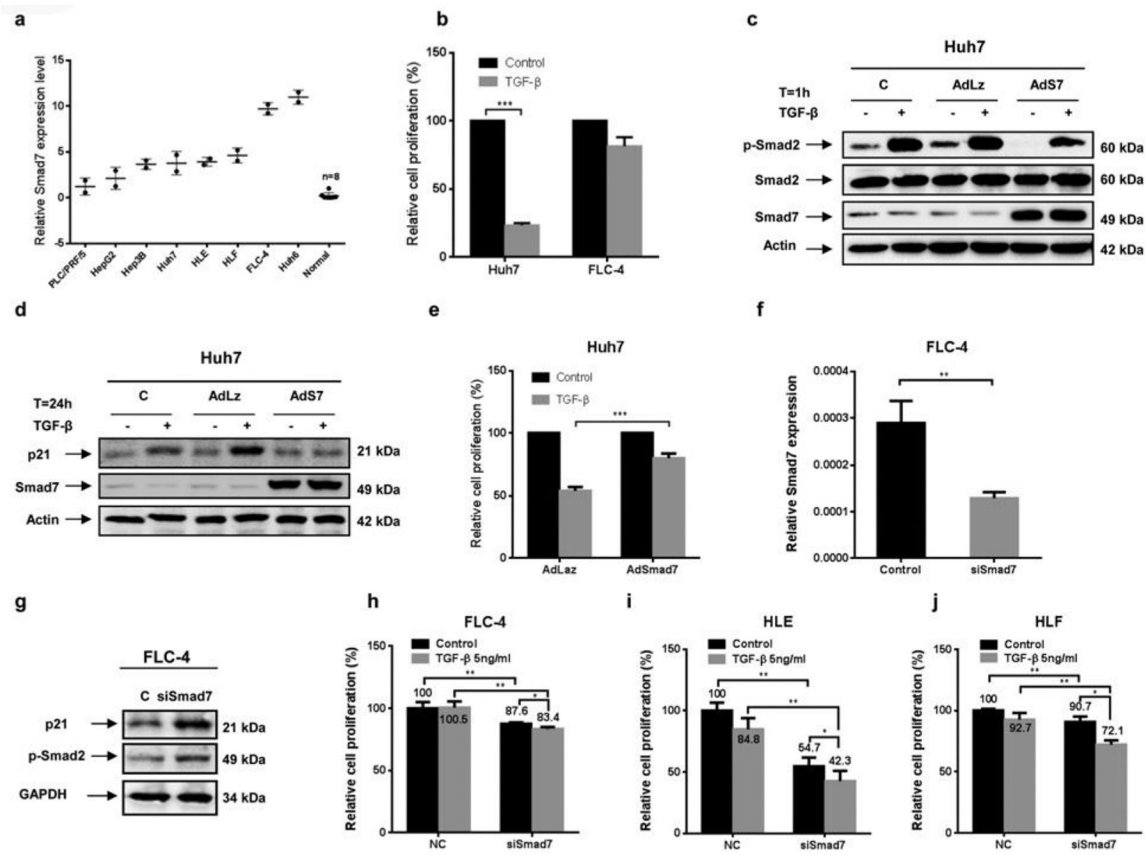 a
Relative Smad7 expression level
15
10
5
0
-5
n=8
PLC/PRF/5
HepG2
Hep3B
Huh7
HLE
HLF
FLC-4
Huh6
Normal
b
Relative cell proliferation (%)
150
100
50
0
Control
TGF-β
***
Huh7
FLC-4
c
Huh7
T=1h
C
AdLz
AdS7
TGF-β
- + - + - +
p-Smad2
60 kDa
Smad2
60 kDa
Smad7
49 kDa
Actin
42 kDa
d
Huh7
T=24h
C
AdLz
AdS7
TGF-β
- + - + - +
p21
21 kDa
Smad7
49 kDa
Actin
42 kDa
e
Huh7
Relative cell proliferation (%)
150
100
50
0
Control
TGF-β
***
AdLaz
AdSmad7
f
FLC-4
Relative Smad7 expression
0.0004
0.0003
0.0002
0.0001
0.0000
**
Control
siSmad7
g
FLC-4
C siSmad7
p21
21 kDa
p-Smad2
49 kDa
GAPDH
34 kDa
h
FLC-4
Relative cell proliferation (%)
150
100
50
0
Control
TGF-β 5ng/ml
**
**
*
100
100.5
87.6
83.4
NC
siSmad7
i
HLE
Relative cell proliferation (%)
150
100
50
0
Control
TGF-β 5ng/ml
**
**
*
100
84.8
54.7
42.3
NC
siSmad7
j
HLF
Relative cell proliferation (%)
150
100
50
0
Control
TGF-β 5ng/ml
**
**
*
100
92.7
90.7
72.1
NC
siSmad7